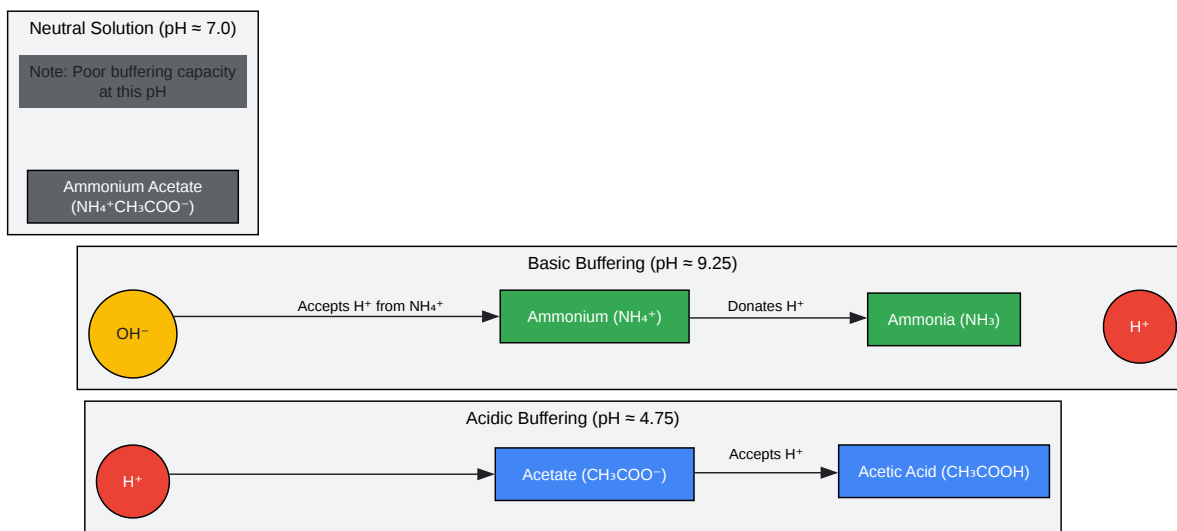 Neutral Solution (pH ≈ 7.0)
Note: Poor buffering capacity
at this pH
Ammonium Acetate
(NH₄⁺CH₃COO⁻)
Basic Buffering (pH ≈ 9.25)
OH⁻
Accepts H⁺ from NH₄⁺
Ammonium (NH₄⁺)
Donates H⁺
Ammonia (NH₃)
H⁺
Acidic Buffering (pH ≈ 4.75)
H⁺
Acetate (CH₃COO⁻)
Accepts H⁺
Acetic Acid (CH₃COOH)